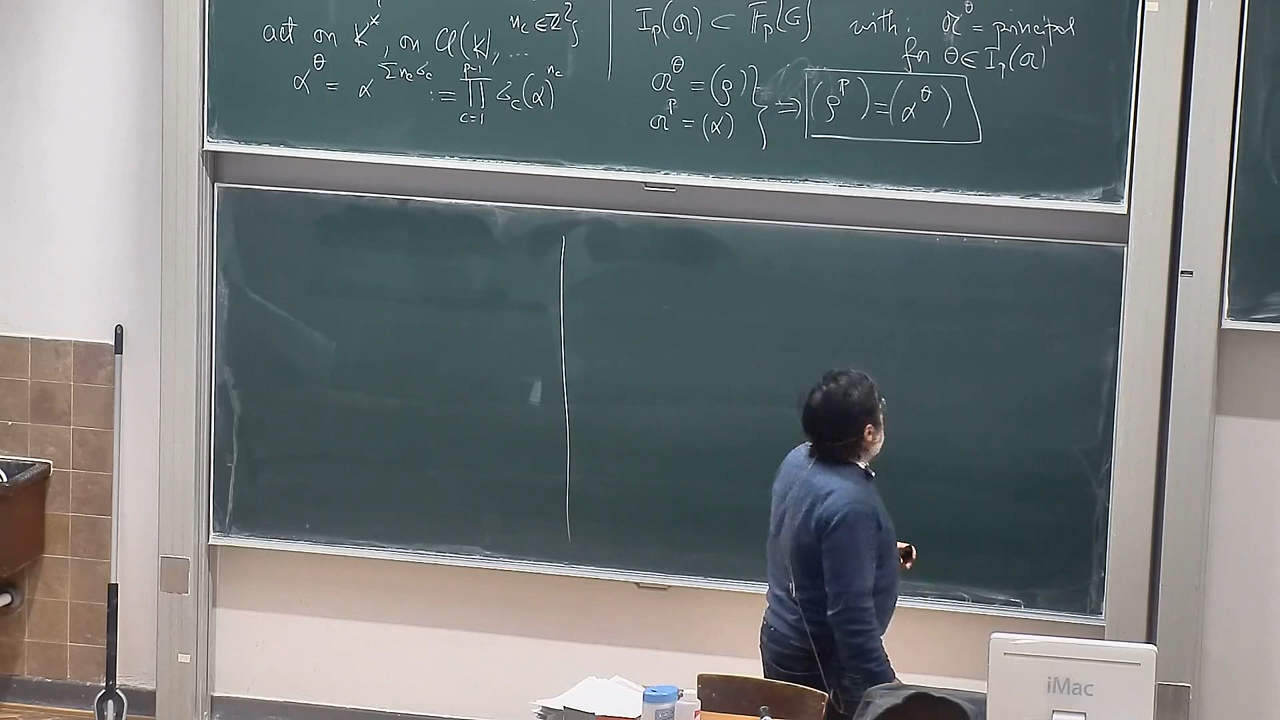 n_c ∈ ℤ}
act on K^×, on Cl(K), ...
α^θ = α^{Σ n_c σ_c} := ∏_{c=1}^{p-1} σ_c(α)^{n_c}
I_p(𝔞) ⊂ 𝔽_p[G] with: 𝔞^θ = principal
for θ ∈ I_p(𝔞)
𝔞^θ = (ρ)
𝔞^p = (α) } ⇒ (ρ^p) = (α^θ)
iMac